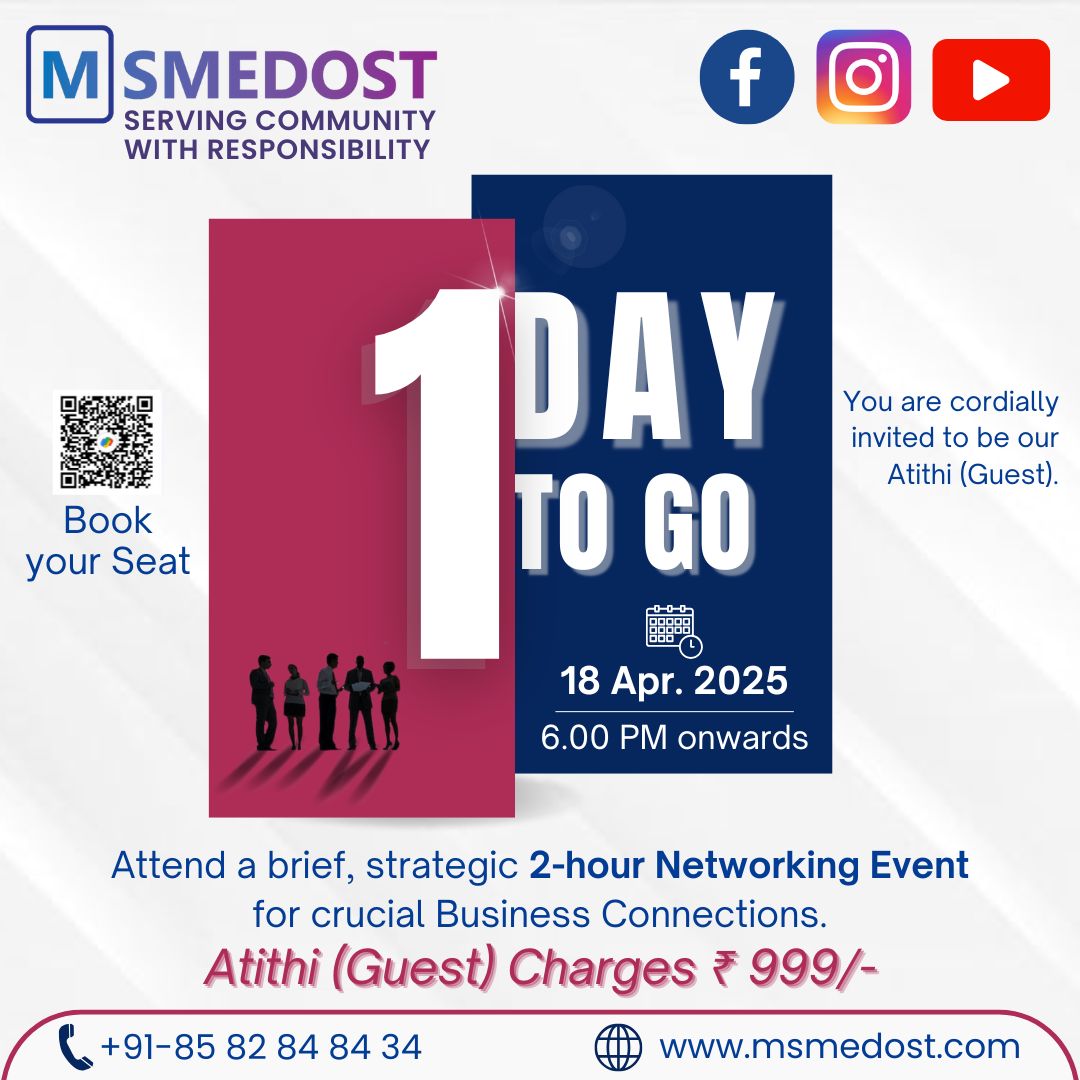 MSMEDOST
SERVING COMMUNITY
WITH RESPONSIBILITY
1 DAY
TO GO
18 Apr. 2025
6.00 PM onwards
Book
your Seat
You are cordially
invited to be our
Atithi (Guest).
Attend a brief, strategic 2-hour Networking Event
for crucial Business Connections.
Atithi (Guest) Charges ₹ 999/-
+91-85 82 84 84 34
www.msmedost.com